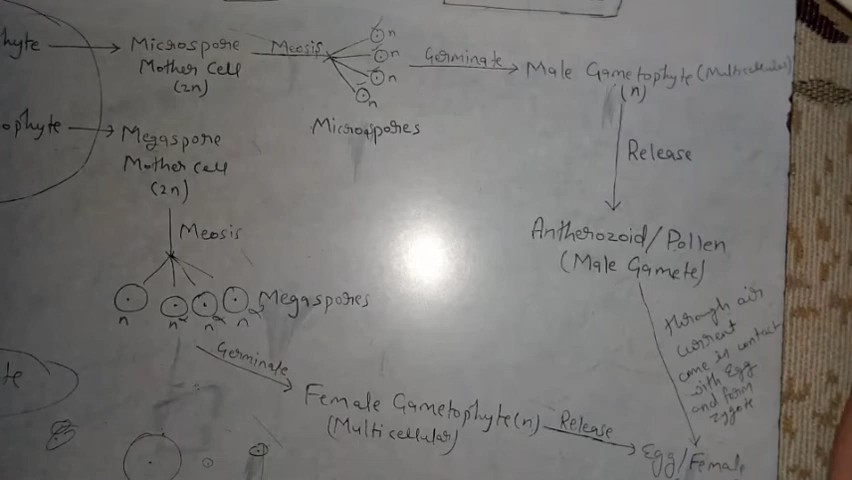 hyte
Microspore
Mother Cell
(2n)
Meosis
n
n
n
n
Microspores
Germinate
Male Gametophyte (Multicellular)
(n)
Release
Antherozoid/Pollen
(Male Gamete)
through air
current
come in contact
with Egg
and form
zygote
ophyte
Megaspore
Mother Cell
(2n)
Meosis
n
n
n
n
Megaspores
Germinate
Female Gametophyte(n)
(Multicellular)
Release
Egg/Female
te